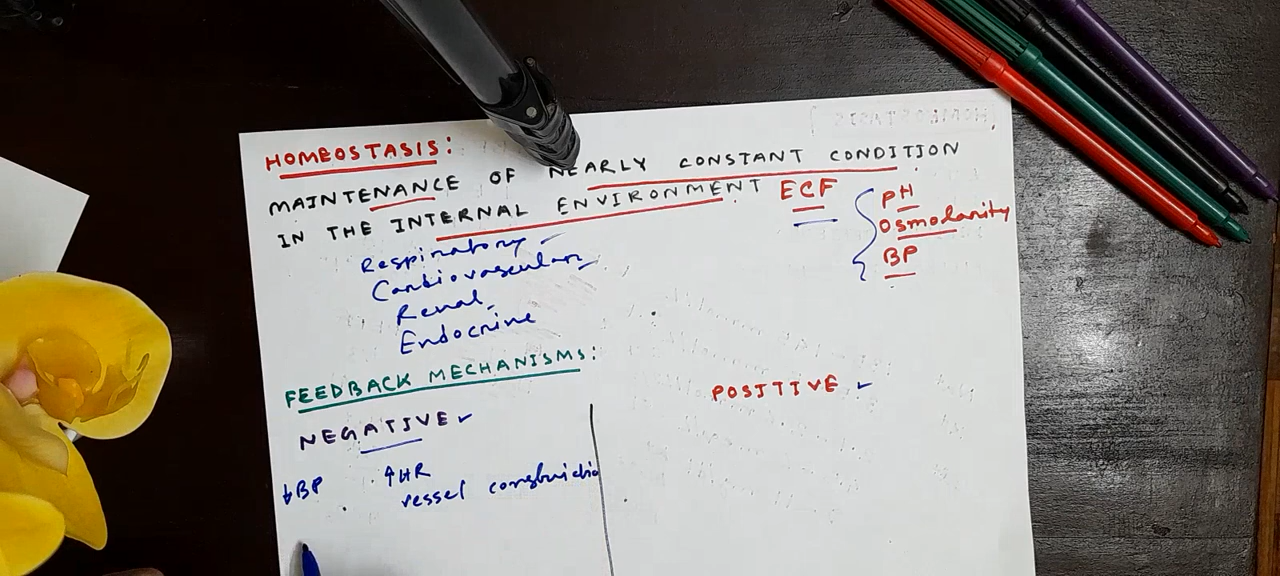 HOMEOSTASIS:
MAINTENANCE OF NEARLY CONSTANT CONDITION
IN THE INTERNAL ENVIRONMENT ECF
pH
Osmolarity
BP
Respiratory
Cardiovascular
Renal
Endocrine
FEEDBACK MECHANISMS:
NEGATIVE ✓
POSITIVE ✓
↓BP ↑HR
vessel constrictio